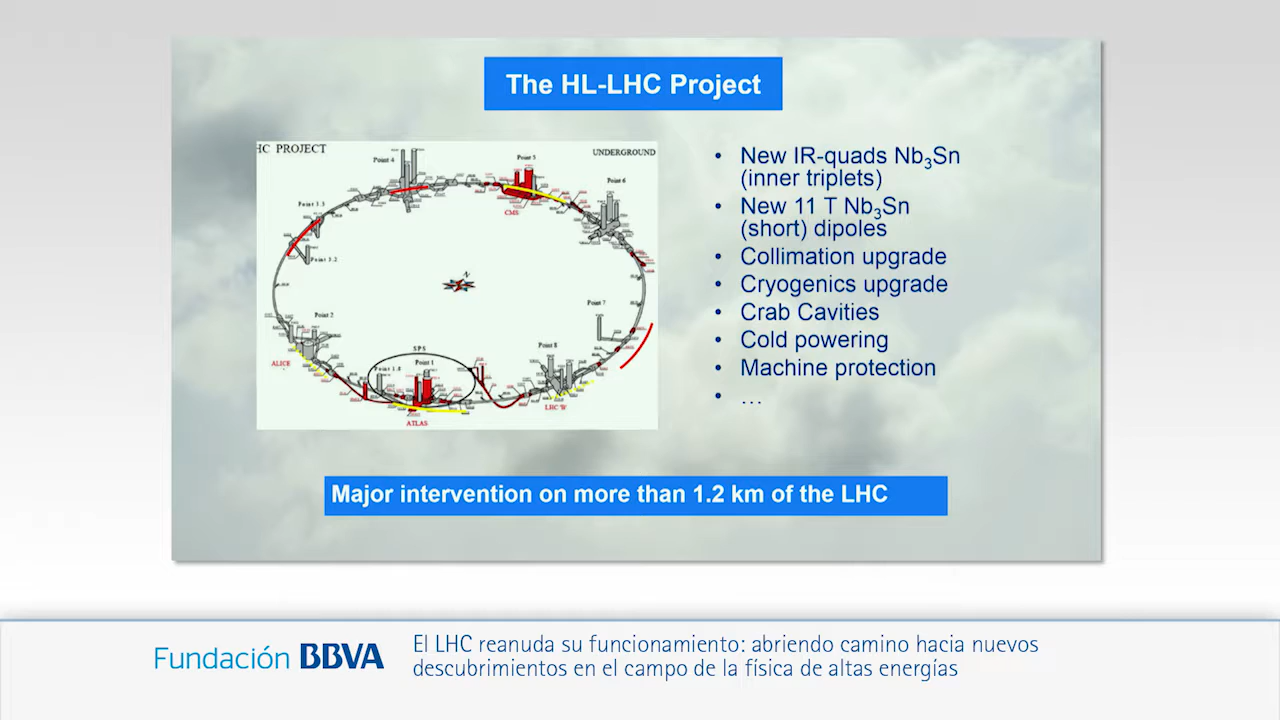 The HL-LHC Project
HC PROJECT
UNDERGROUND
Point 4
Point 5
Point 6
CMS
Point 3.3
Point 3.2
Point 7
Point 2
Point 8
SPS
Point 1
Point 1.8
ALICE
ATLAS
LHC 'B'
N
• New IR-quads Nb3Sn
(inner triplets)
• New 11 T Nb3Sn
(short) dipoles
• Collimation upgrade
• Cryogenics upgrade
• Crab Cavities
• Cold powering
• Machine protection
• …
Major intervention on more than 1.2 km of the LHC
Fundación BBVA
El LHC reanuda su funcionamiento: abriendo camino hacia nuevos
descubrimientos en el campo de la física de altas energías